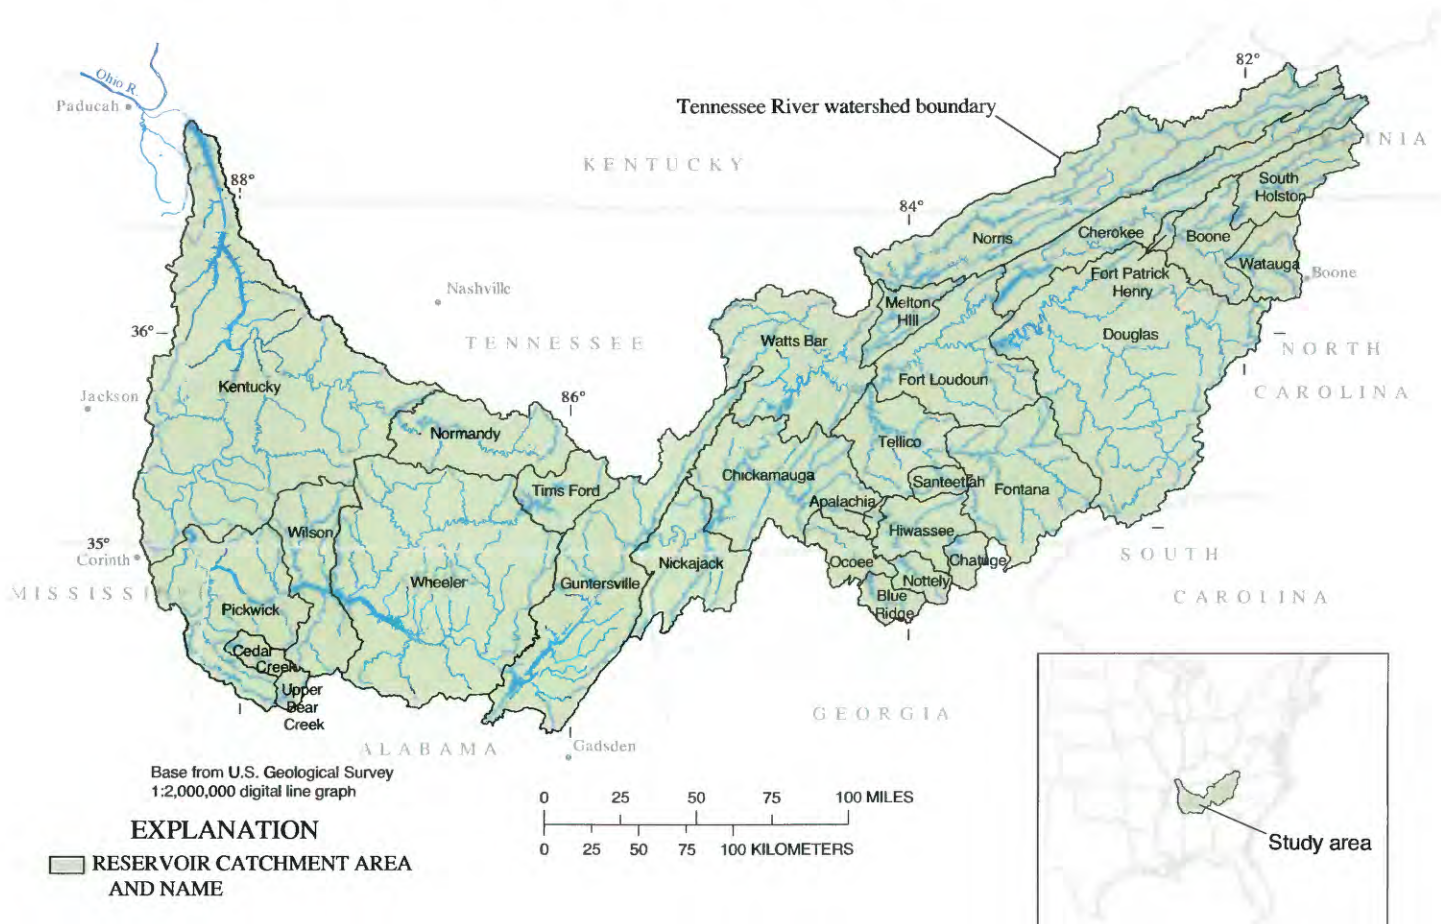 82°
Ohio R.
Paducah
Tennessee River watershed boundary
KENTUCKY
INIA
88°
South
Holston
84°
Norris
Cherokee
Boone
Watauga
Boone
Fort Patrick
Henry
Nashville
Melton
Hill
36°
TENNESSEE
Watts Bar
Douglas
NORTH
CAROLINA
Kentucky
Fort Loudoun
Jackson
86°
Normandy
Tellico
Chickamauga
Santeetlah
Fontana
Tims Ford
Apalachia
Wilson
Hiwassee
35°
Corinth
SOUTH
CAROLINA
Nickajack
Ocoee
Chatuge
Wheeler
Guntersville
Nottely
MISSISSIPPI
Blue
Ridge
Pickwick
Cedar
Creek
Upper
Bear
Creek
GEORGIA
ALABAMA
Gadsden
Base from U.S. Geological Survey
1:2,000,000 digital line graph
0 25 50 75 100 MILES
0 25 50 75 100 KILOMETERS
EXPLANATION
RESERVOIR CATCHMENT AREA
AND NAME
Study area